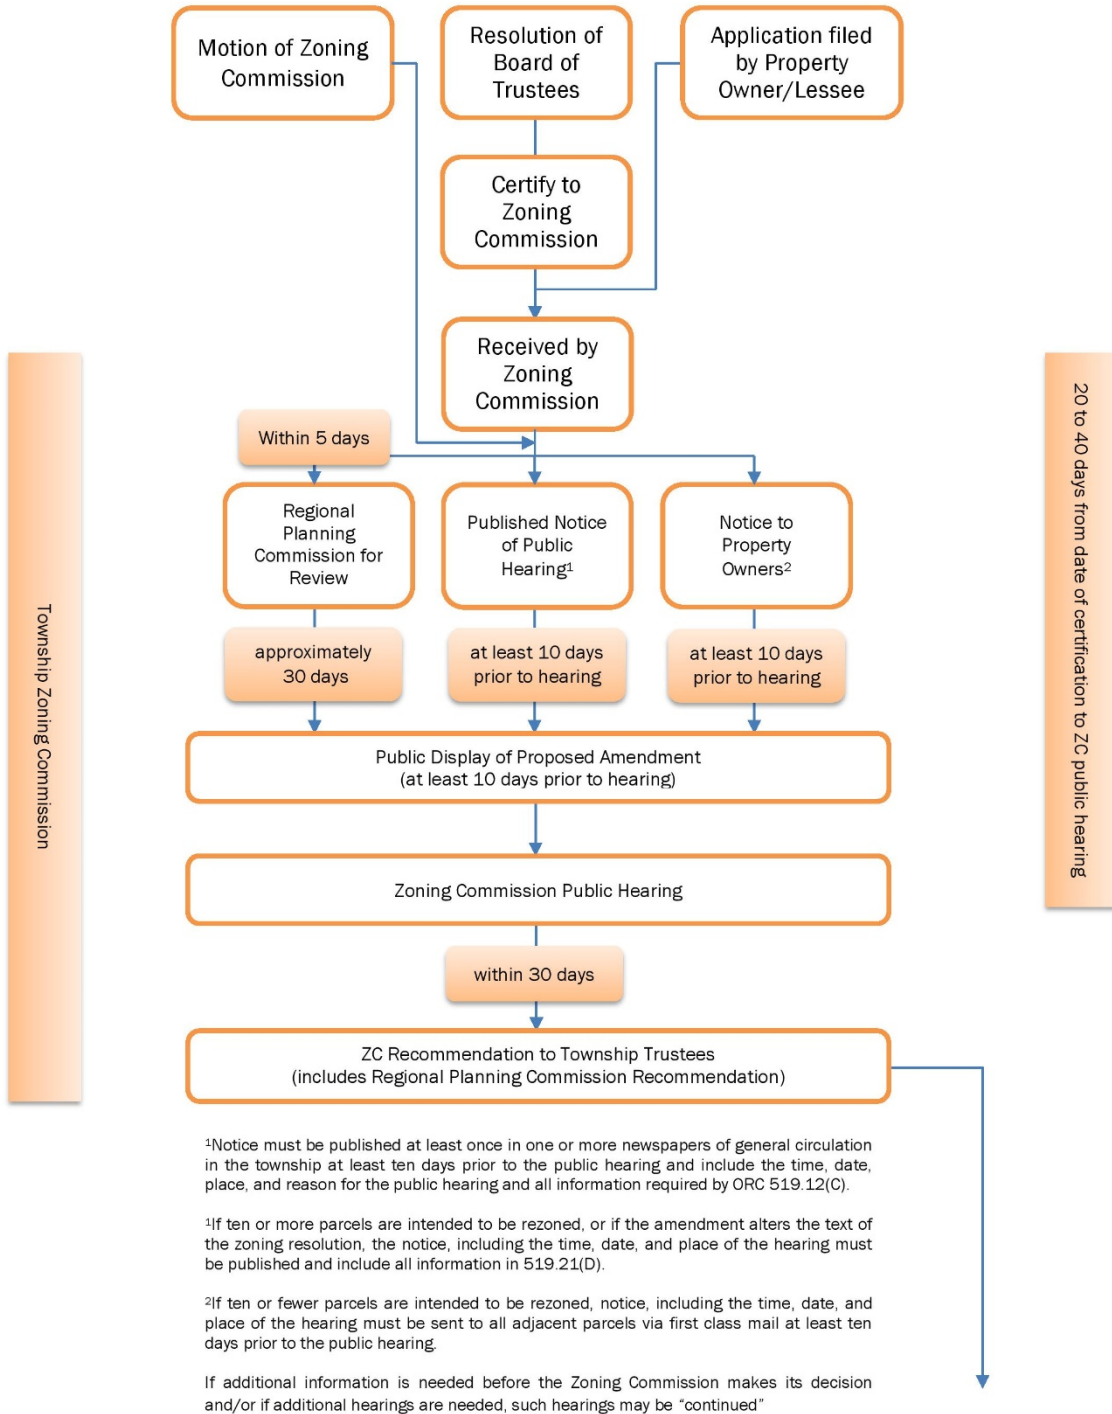 Motion of Zoning
Commission
Resolution of
Board of
Trustees
Application filed
by Property
Owner/Lessee
Certify to
Zoning
Commission
Received by
Zoning
Commission
Township Zoning Commission
20 to 40 days from date of certification to ZC public hearing
Within 5 days
Regional
Planning
Commission for
Review
Published Notice
of Public
Hearing¹
Notice to
Property
Owners²
approximately
30 days
at least 10 days
prior to hearing
at least 10 days
prior to hearing
Public Display of Proposed Amendment
(at least 10 days prior to hearing)
Zoning Commission Public Hearing
within 30 days
ZC Recommendation to Township Trustees
(includes Regional Planning Commission Recommendation)
¹Notice must be published at least once in one or more newspapers of general circulation
in the township at least ten days prior to the public hearing and include the time, date,
place, and reason for the public hearing and all information required by ORC 519.12(C).
¹If ten or more parcels are intended to be rezoned, or if the amendment alters the text of
the zoning resolution, the notice, including the time, date, and place of the hearing must
be published and include all information in 519.21(D).
²If ten or fewer parcels are intended to be rezoned, notice, including the time, date, and
place of the hearing must be sent to all adjacent parcels via first class mail at least ten
days prior to the public hearing.
If additional information is needed before the Zoning Commission makes its decision
and/or if additional hearings are needed, such hearings may be “continued”